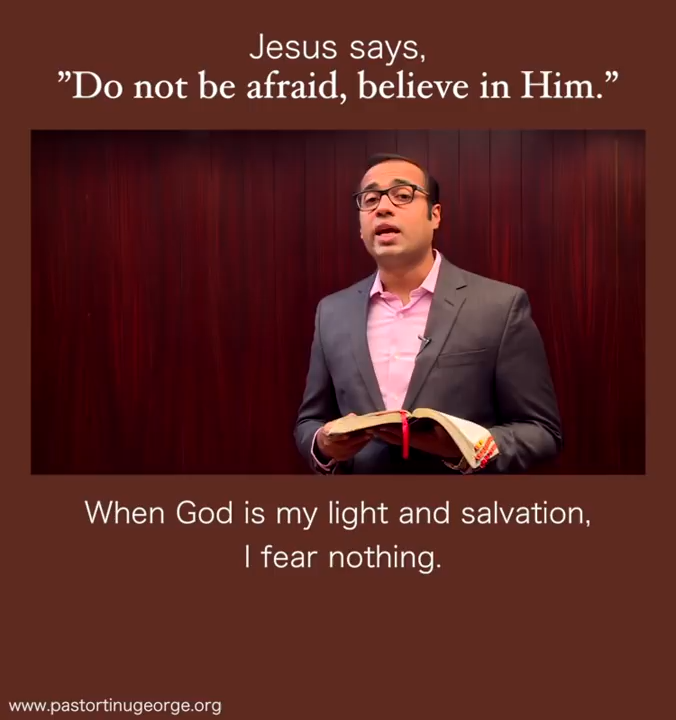 Jesus says,
”Do not be afraid, believe in Him.”
When God is my light and salvation,
I fear nothing.
www.pastortinugeorge.org